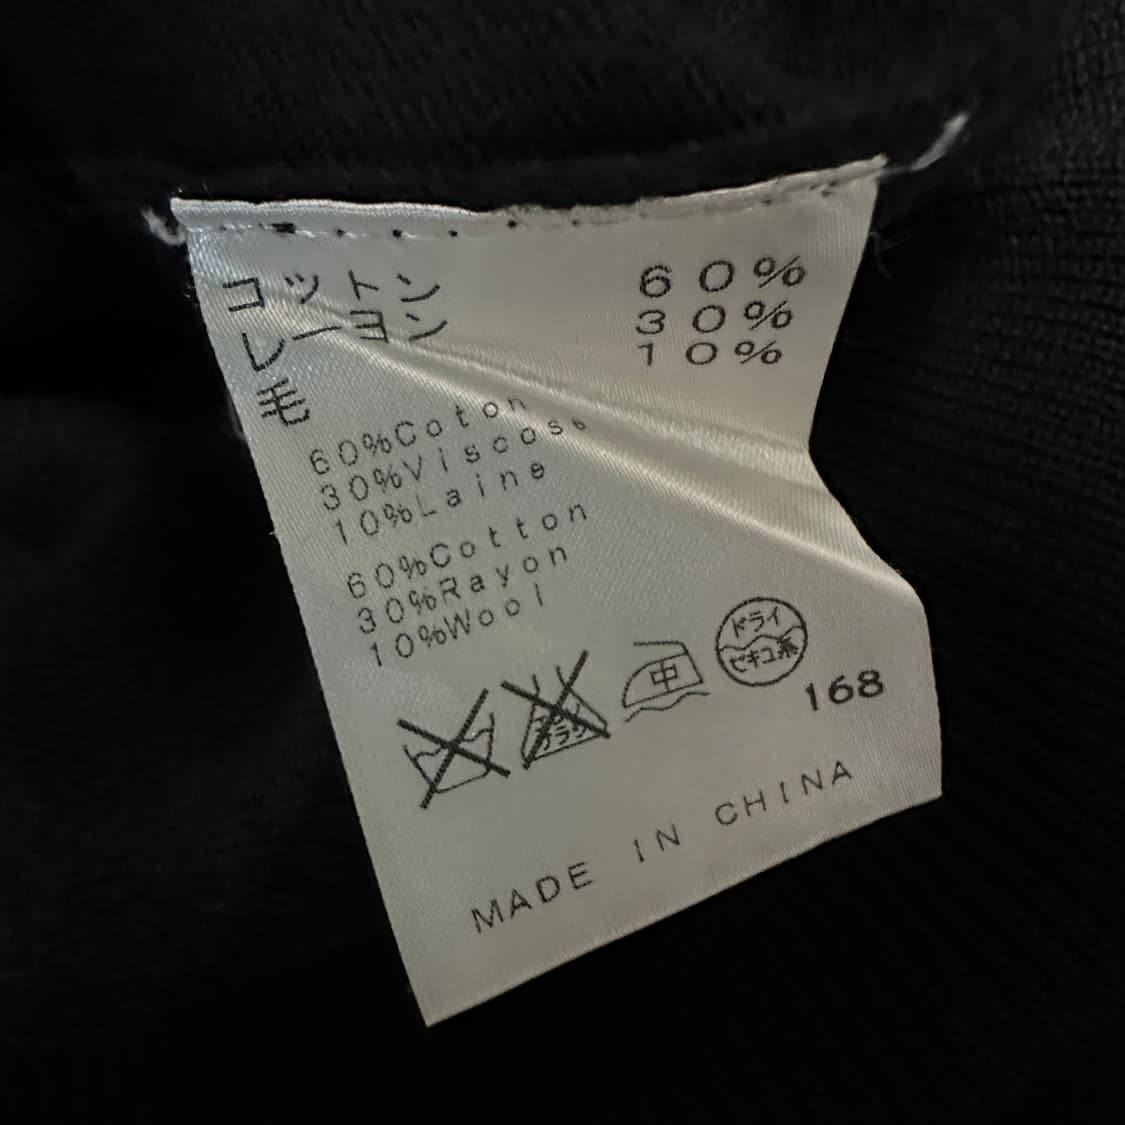 コットン 60%
レーヨン 30%
毛 10%
60%Coton
30%Viscose
10%Laine
60%Cotton
30%Rayon
10%Wool
中
ドライ
セキユ系
168
MADE IN CHINA